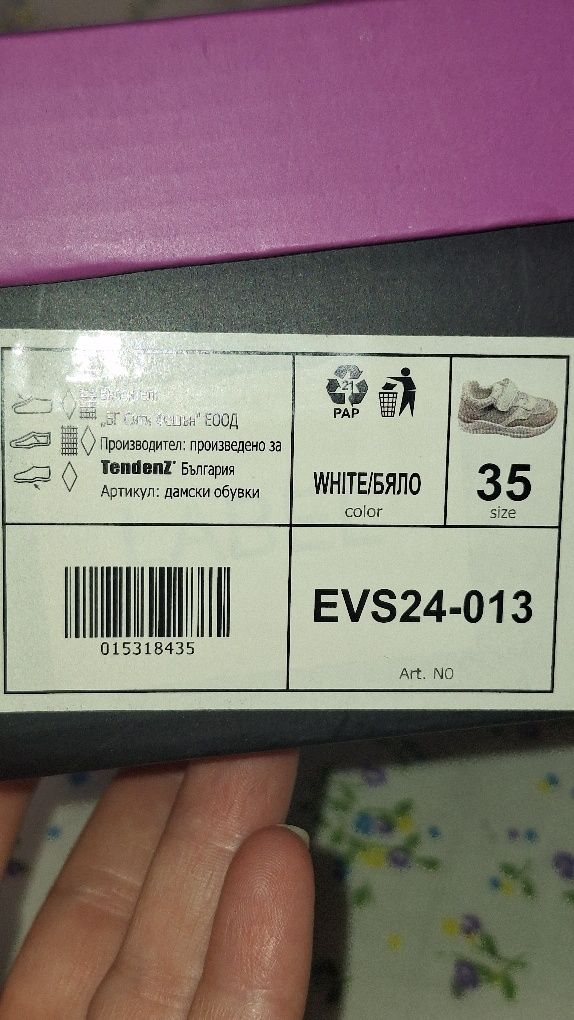 „БГ Сити Фешън" ЕООД
Производител: произведено за
TendenZ® България
Артикул: дамски обувки
21
PAP
WHITE/БЯЛО
color
35
size
015318435
EVS24-013
Art. NO